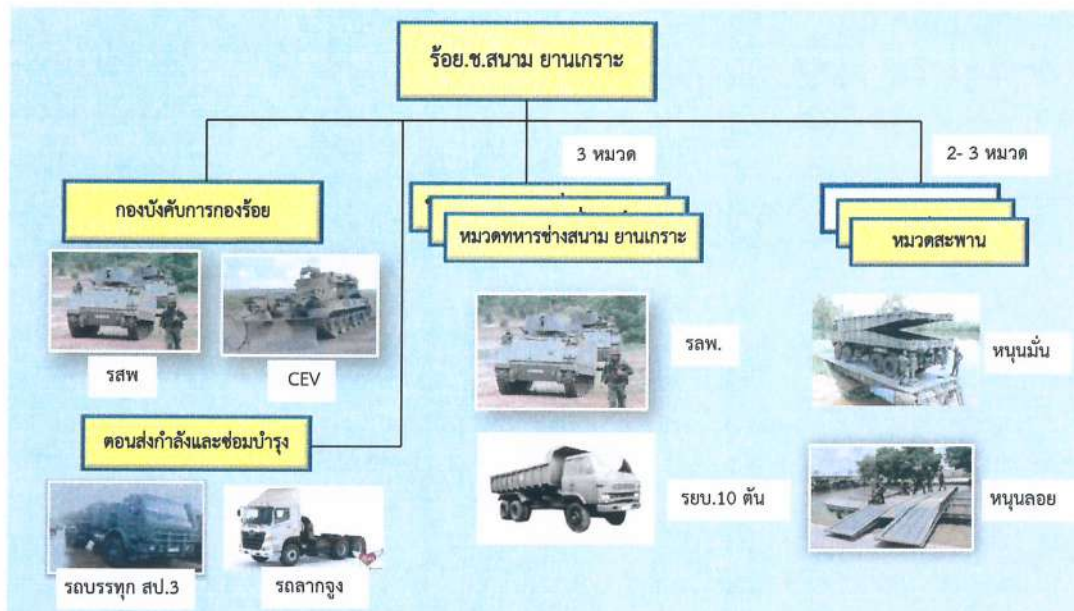 ร้อย.ช.สนาม ยานเกราะ
3 หมวด
2- 3 หมวด
กองบังคับการกองร้อย
หมวดทหารช่างสนาม ยานเกราะ
หมวดสะพาน
รสพ
CEV
รลพ.
หนุนมั่น
ตอนส่งกำลังและซ่อมบำรุง
รยบ.10 ตัน
หนุนลอย
รถบรรทุก สป.3
รถลากจูง